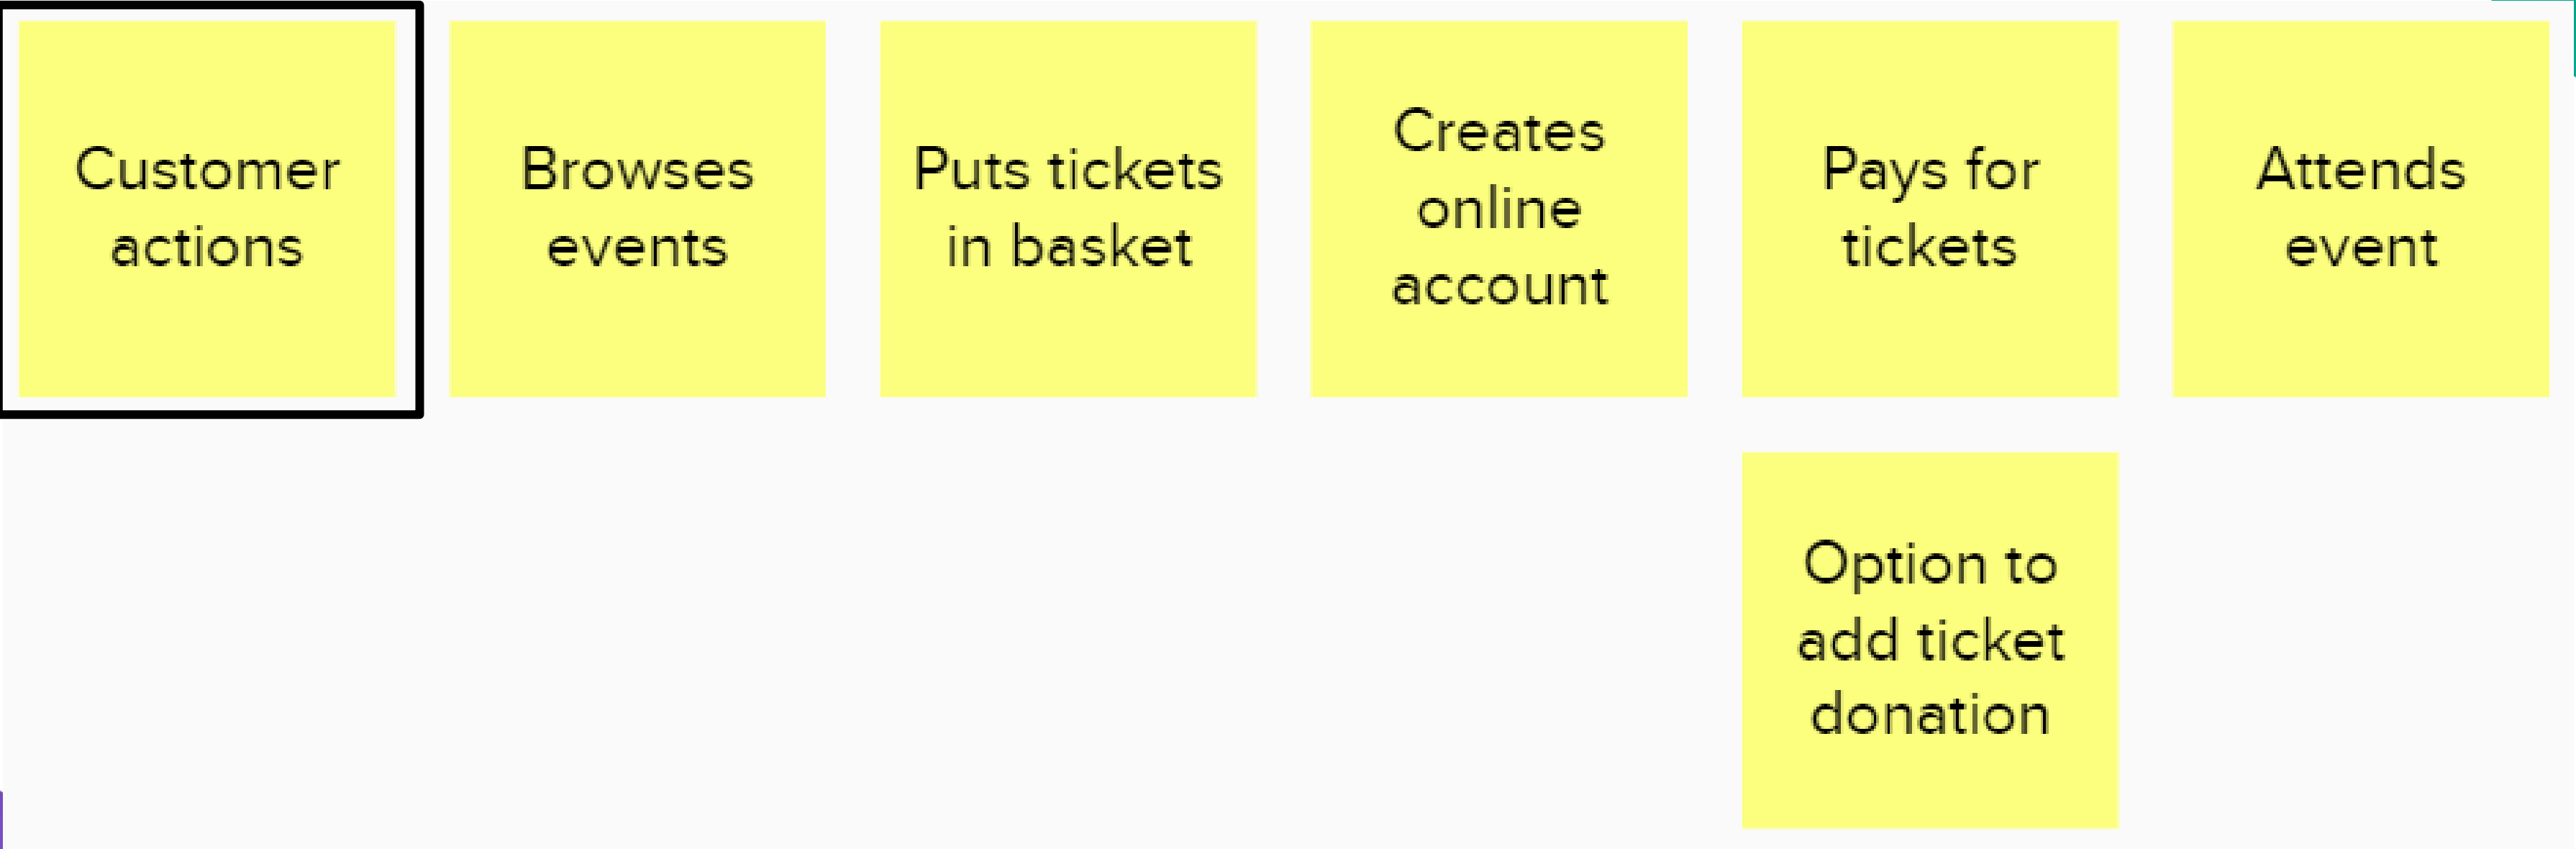 Customer
actions
Browses
events
Puts tickets
in basket
Creates
online
account
Pays for
tickets
Attends
event
Option to
add ticket
donation